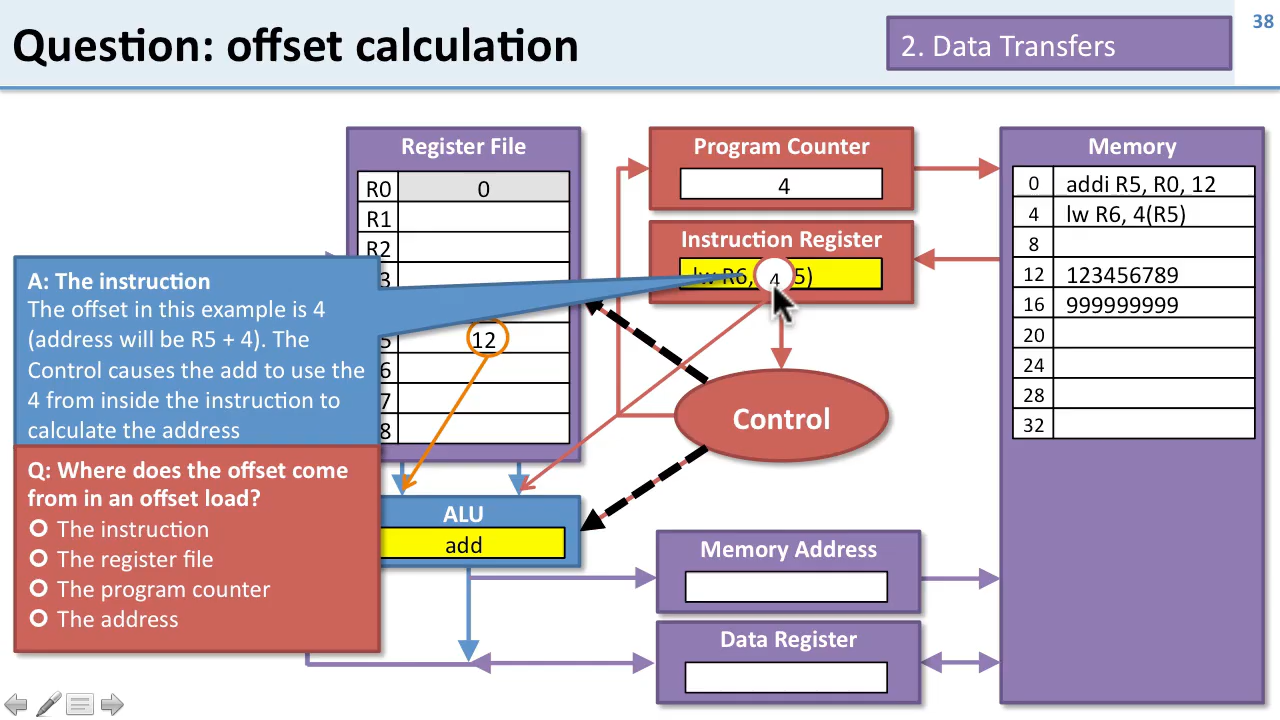 Question: offset calculation
2. Data Transfers
38
Register File
R0 0
R1
R2
3
5 12
6
7
8
Program Counter
4
Instruction Register
lw R6, 4 5)
Memory
0 addi R5, R0, 12
4 lw R6, 4(R5)
8
12 123456789
16 999999999
20
24
28
32
A: The instruction
The offset in this example is 4
(address will be R5 + 4). The
Control causes the add to use the
4 from inside the instruction to
calculate the address
Q: Where does the offset come
from in an offset load?
The instruction
The register file
The program counter
The address
Control
ALU
add
Memory Address
Data Register